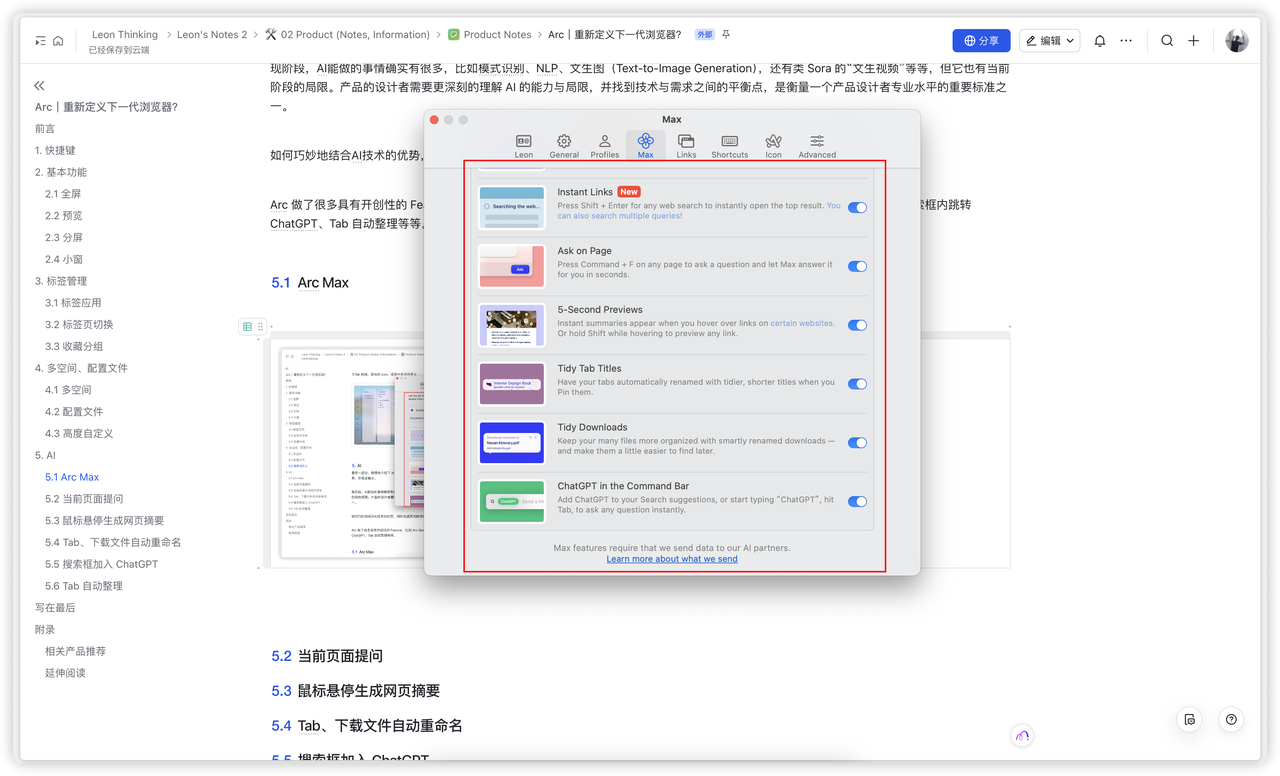 Leon Thinking
Leon's Notes 2
02 Product (Notes, Information)
Product Notes
Arc｜重新定义下一代浏览器？
外部
已经保存到云端
分享
编辑
Arc｜重新定义下一代浏览器?
前言
1. 快捷键
2. 基本功能
2.1 全屏
2.2 预览
2.3 分屏
2.4 小窗
3. 标签管理
3.1 标签应用
3.2 标签页切换
3.3 收藏分组
4. 多空间、配置文件
4.1 多空间
4.2 配置文件
4.3 高度自定义
5. AI
5.1 Arc Max
5.2 当前页面提问
5.3 鼠标悬停生成网页摘要
5.4 Tab、下载文件自动重命名
5.5 搜索框加入 ChatGPT
5.6 Tab 自动整理
写在最后
附录
相关产品推荐
延伸阅读
现阶段，AI能做的事情确实有很多，比如模式识别、NLP、文生图（Text-to-Image Generation），还有类 Sora 的“文生视频”等等，但它也有当前
阶段的局限。产品的设计者需要更深刻的理解 AI 的能力与局限，并找到技术与需求之间的平衡点，是衡量一个产品设计者专业水平的重要标准之
一。
如何巧妙地结合AI技术的优势，
Arc 做了很多具有开创性的
索框内跳转
ChatGPT、Tab 自动整理等等。
5.1 Arc Max
Max
Leon
General
Profiles
Max
Links
Shortcuts
Icon
Advanced
Searching the web...
Instant Links New
Press Shift + Enter for any web search to instantly open the top result. You
can also search multiple queries!
Ask
Ask on Page
Press Command + F on any page to ask a question and let Max answer it
for you in seconds.
5-Second Previews
Instant summaries appear when you hover over links on certain websites.
Or hold Shift while hovering to preview any link.
Interior Design Book
Tidy Tab Titles
Have your tabs automatically renamed with tidier, shorter titles when you
Pin them.
Tidy Downloads
Keep your many files more organized with smartly renamed downloads —
and make them a little easier to find later.
ChatGPT
ChatGPT in the Command Bar
Add ChatGPT to your Search suggestions, or start typing “ChatGPT”, hit
Tab, to ask any question instantly.
Max features require that we send data to our AI partners.
Learn more about what we send
5.2 当前页面提问
5.3 鼠标悬停生成网页摘要
5.4 Tab、下载文件自动重命名
5.5 搜索框加入 ChatGPT